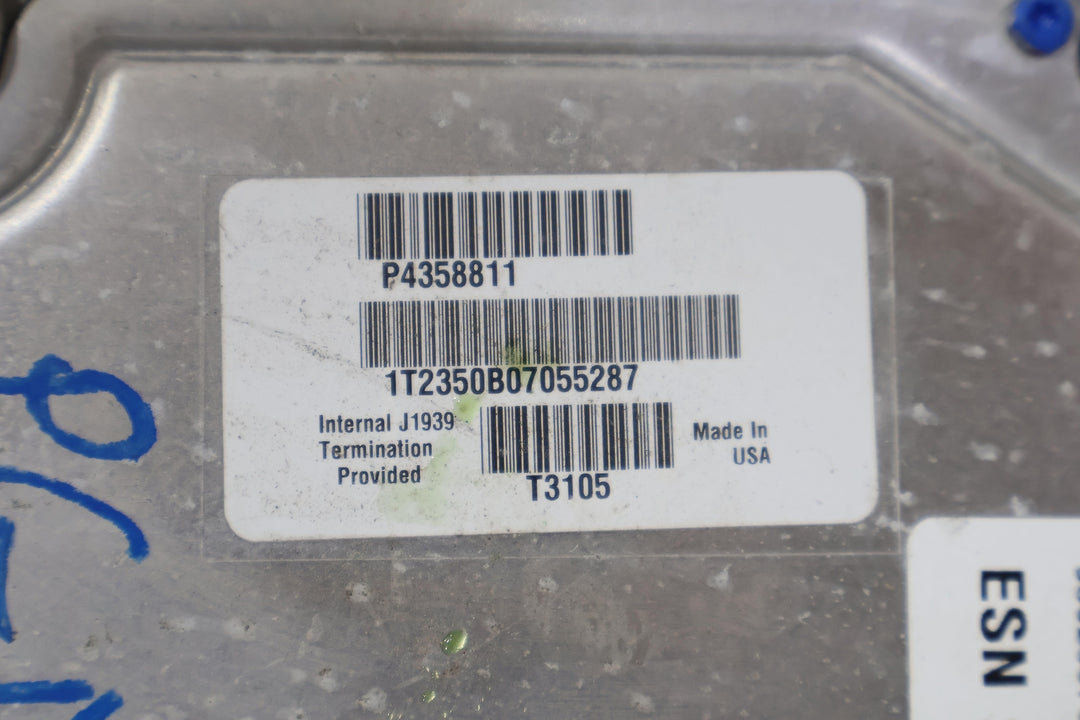 P4358811
1T2350B07055287
Internal J1939
Termination
Provided
T3105
Made In
USA
ESN